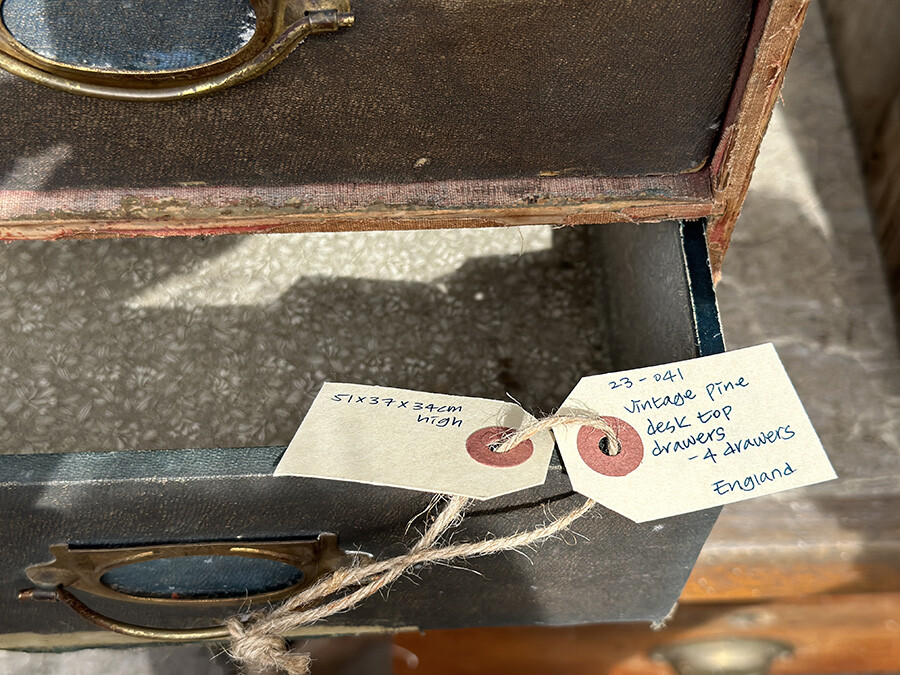 51x37x34cm
high
23-041
vintage pine
desk top
drawers
-4 drawers
England